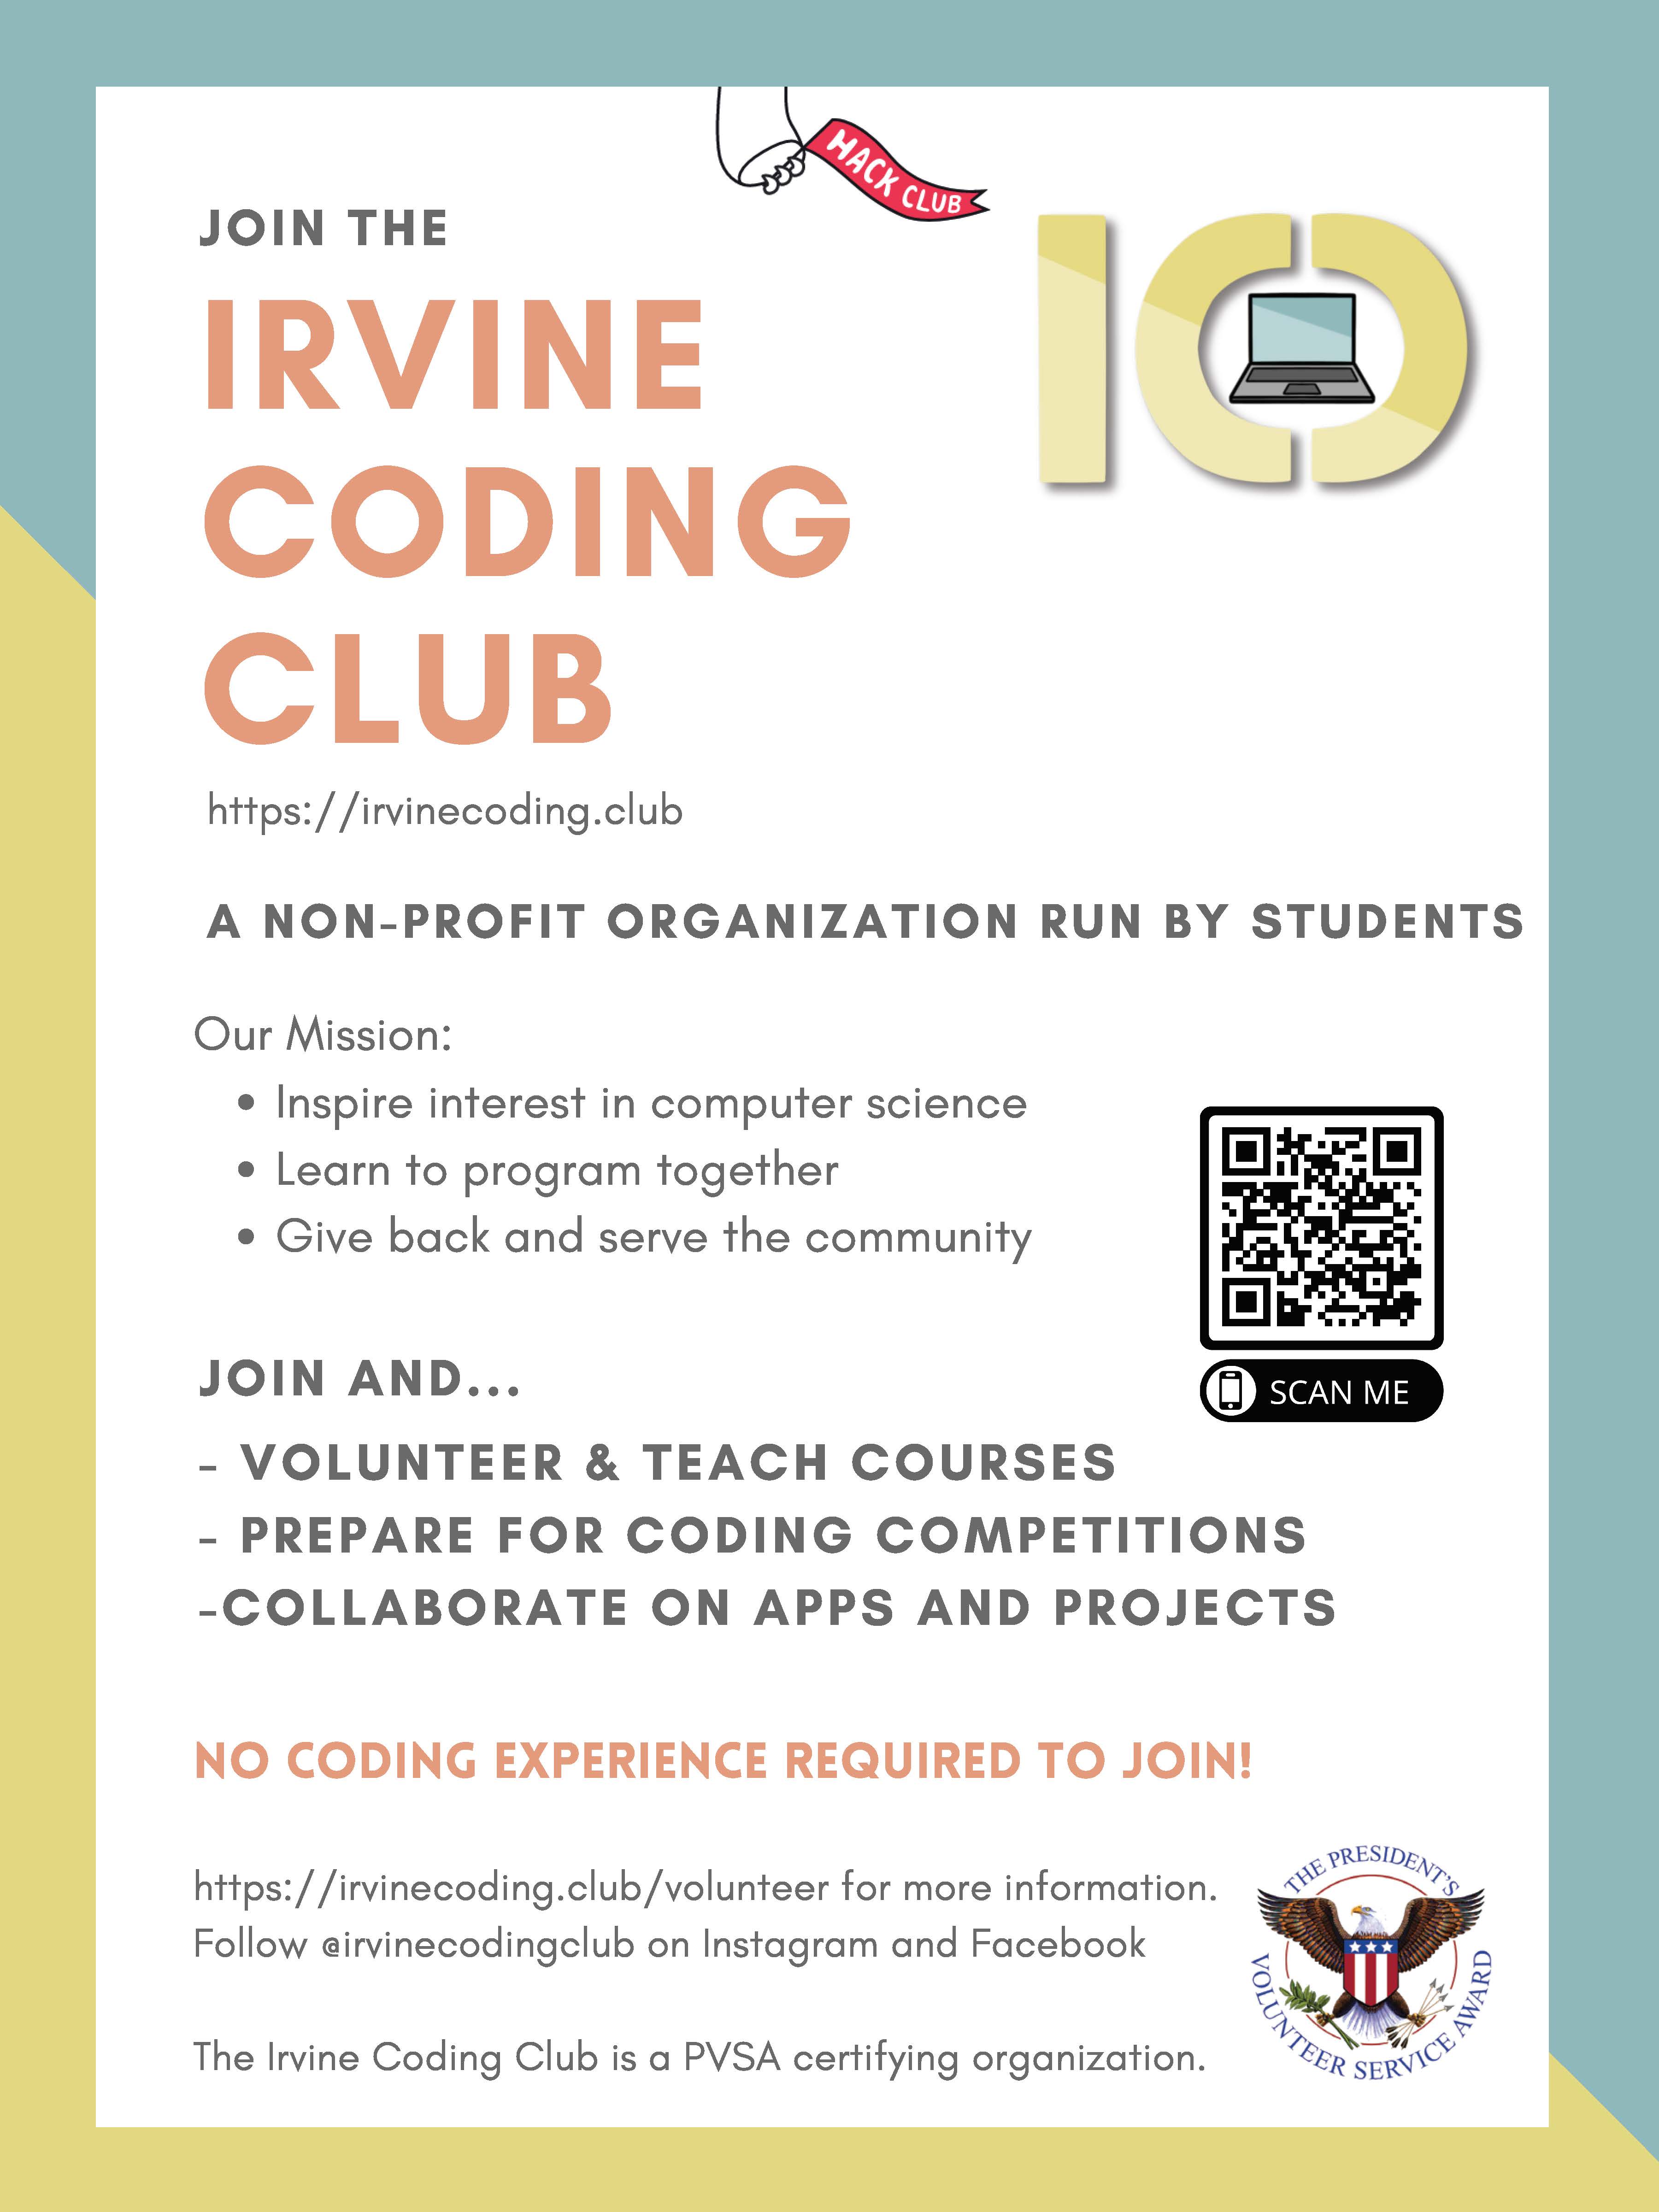 HACK CLUB
JOIN THE
IRVINE
CODING
CLUB
https://irvinecoding.club
A NON-PROFIT ORGANIZATION RUN BY STUDENTS
Our Mission:
• Inspire interest in computer science
• Learn to program together
• Give back and serve the community
SCAN ME
JOIN AND...
- VOLUNTEER & TEACH COURSES
- PREPARE FOR CODING COMPETITIONS
-COLLABORATE ON APPS AND PROJECTS
NO CODING EXPERIENCE REQUIRED TO JOIN!
https://irvinecoding.club/volunteer for more information.
Follow @irvinecodingclub on Instagram and Facebook
The Irvine Coding Club is a PVSA certifying organization.
THE PRESIDENT'S
VOLUNTEER SERVICE AWARD